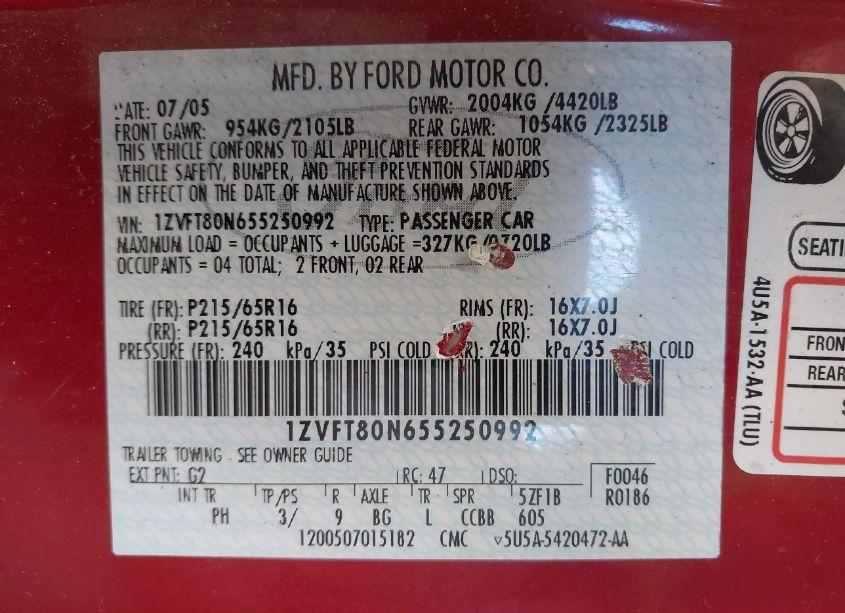 MFD. BY FORD MOTOR CO.
DATE: 07/05 GVWR: 2004KG /4420LB
FRONT GAWR: 954KG/2105LB REAR GAWR: 1054KG /2325LB
THIS VEHICLE CONFORMS TO ALL APPLICABLE FEDERAL MOTOR
VEHICLE SAFETY, BUMPER, AND THEFT PREVENTION STANDARDS
IN EFFECT ON THE DATE OF MANUFACTURE SHOWN ABOVE.
VIN: 1ZVFT80N655250992 TYPE: PASSENGER CAR
MAXIMUM LOAD = OCCUPANTS + LUGGAGE =327KG /0720LB
OCCUPANTS = 04 TOTAL; 2 FRONT, 02 REAR
TIRE (FR): P215/65R16 RIMS (FR): 16X7.0J
(RR): P215/65R16 (RR): 16X7.0J
PRESSURE (FR): 240 kPa/35 PSI COLD (RR): 240 kPa/35 PSI COLD
1ZVFT80N655250992
TRAILER TOWING - SEE OWNER GUIDE
EXT PNT: G2 RC: 47 DSO: F0046
INT TR TP/PS R AXLE TR SPR 5ZF1B R0186
PH 3/ 9 BG L CCBB 605
1200507015182 CMC ▿5U5A-5420472-AA
4U5A-1532-AA (TLU)
SEATI
FRON
REAR
S